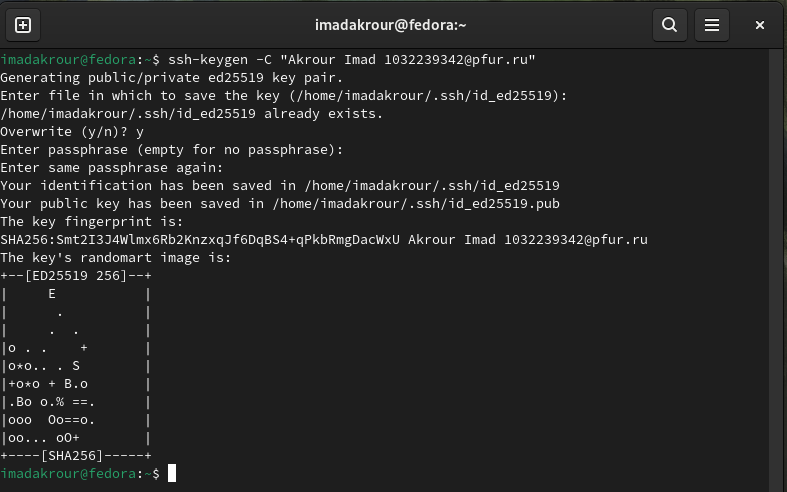 imadakrour@fedora:~
imadakrour@fedora:~$ ssh-keygen -C "Akrour Imad 1032239342@pfur.ru"
Generating public/private ed25519 key pair.
Enter file in which to save the key (/home/imadakrour/.ssh/id_ed25519):
/home/imadakrour/.ssh/id_ed25519 already exists.
Overwrite (y/n)? y
Enter passphrase (empty for no passphrase):
Enter same passphrase again:
Your identification has been saved in /home/imadakrour/.ssh/id_ed25519
Your public key has been saved in /home/imadakrour/.ssh/id_ed25519.pub
The key fingerprint is:
SHA256:Smt2I3J4Wlmx6Rb2KnzxqJf6DqBS4+qPkbRmgDacWxU Akrour Imad 1032239342@pfur.ru
The key's randomart image is:
+--[ED25519 256]--+
|     E           |
|      .          |
|     .  .        |
|o . .    +       |
|o*o.. . S        |
|+o*o + B.o       |
|.Bo o.% ==.      |
|ooo  Oo==o.      |
|oo... oO+        |
+----[SHA256]-----+
imadakrour@fedora:~$